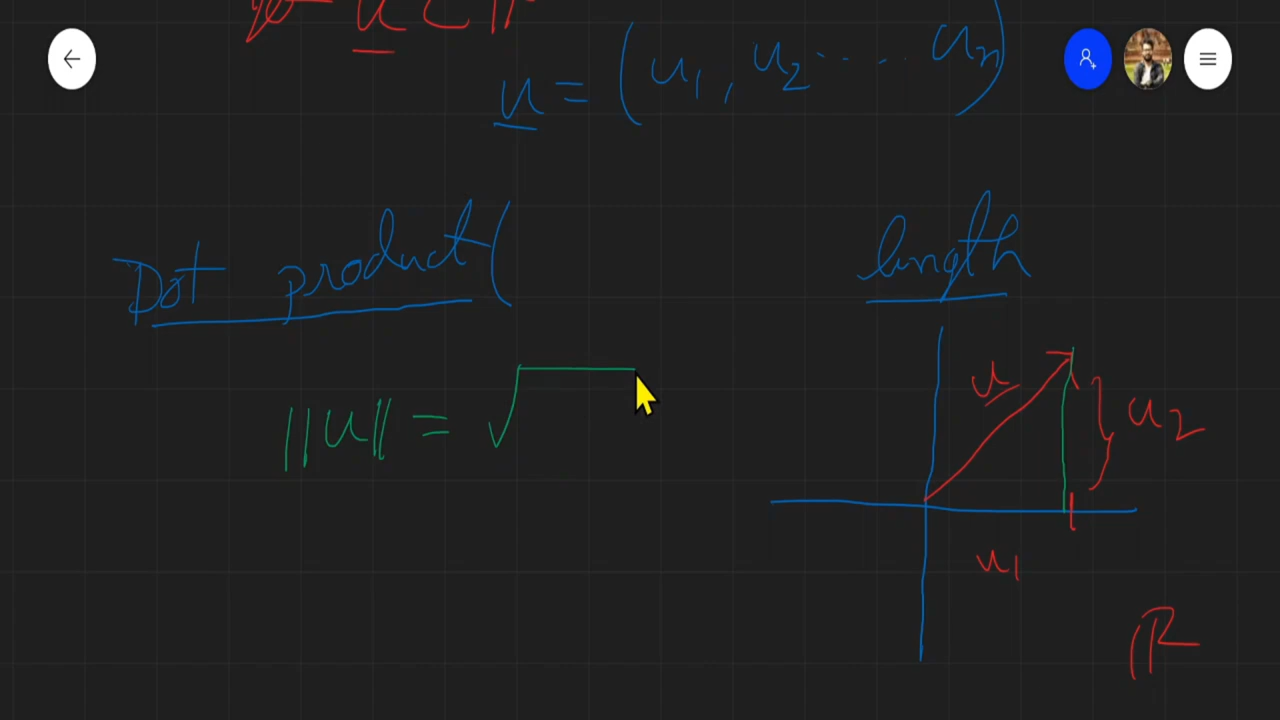 u = (u1, u2 .... un)
Dot product (
length
||u|| = √
u
u2
u1
R